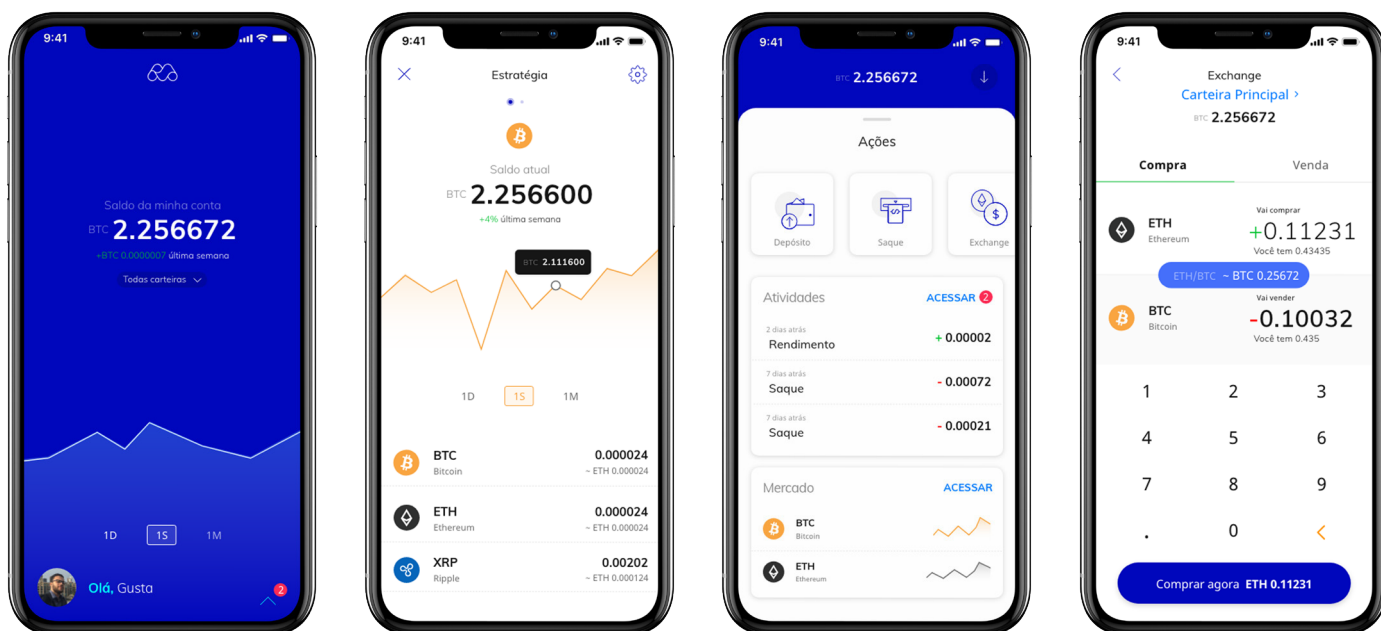 9:41
Saldo da minha conta
BTC 2.256672
+BTC 0.0000007 última semana
Todas carteiras
1D 1S 1M
Olá, Gusta
2
9:41
Estratégia
Saldo atual
BTC 2.256600
+4% última semana
BTC 2.111600
1D 1S 1M
BTC 0.000024
Bitcoin ~ ETH 0.000024
ETH 0.000024
Ethereum ~ ETH 0.000024
XRP 0.00202
Ripple ~ ETH 0.000124
9:41
BTC 2.256672
Ações
Depósito Saque Exchange
Atividades ACESSAR 2
2 dias atrás
Rendimento + 0.00002
7 dias atrás
Saque - 0.00072
7 dias atrás
Saque - 0.00021
Mercado ACESSAR
BTC
Bitcoin
ETH
Ethereum
9:41
Exchange
Carteira Principal >
BTC 2.256672
Compra Venda
Vai comprar
ETH +0.11231
Ethereum Você tem 0.43435
ETH/BTC ~ BTC 0.25672
Vai vender
BTC -0.10032
Bitcoin Você tem 0.435
1 2 3
4 5 6
7 8 9
. 0 <
Comprar agora ETH 0.11231